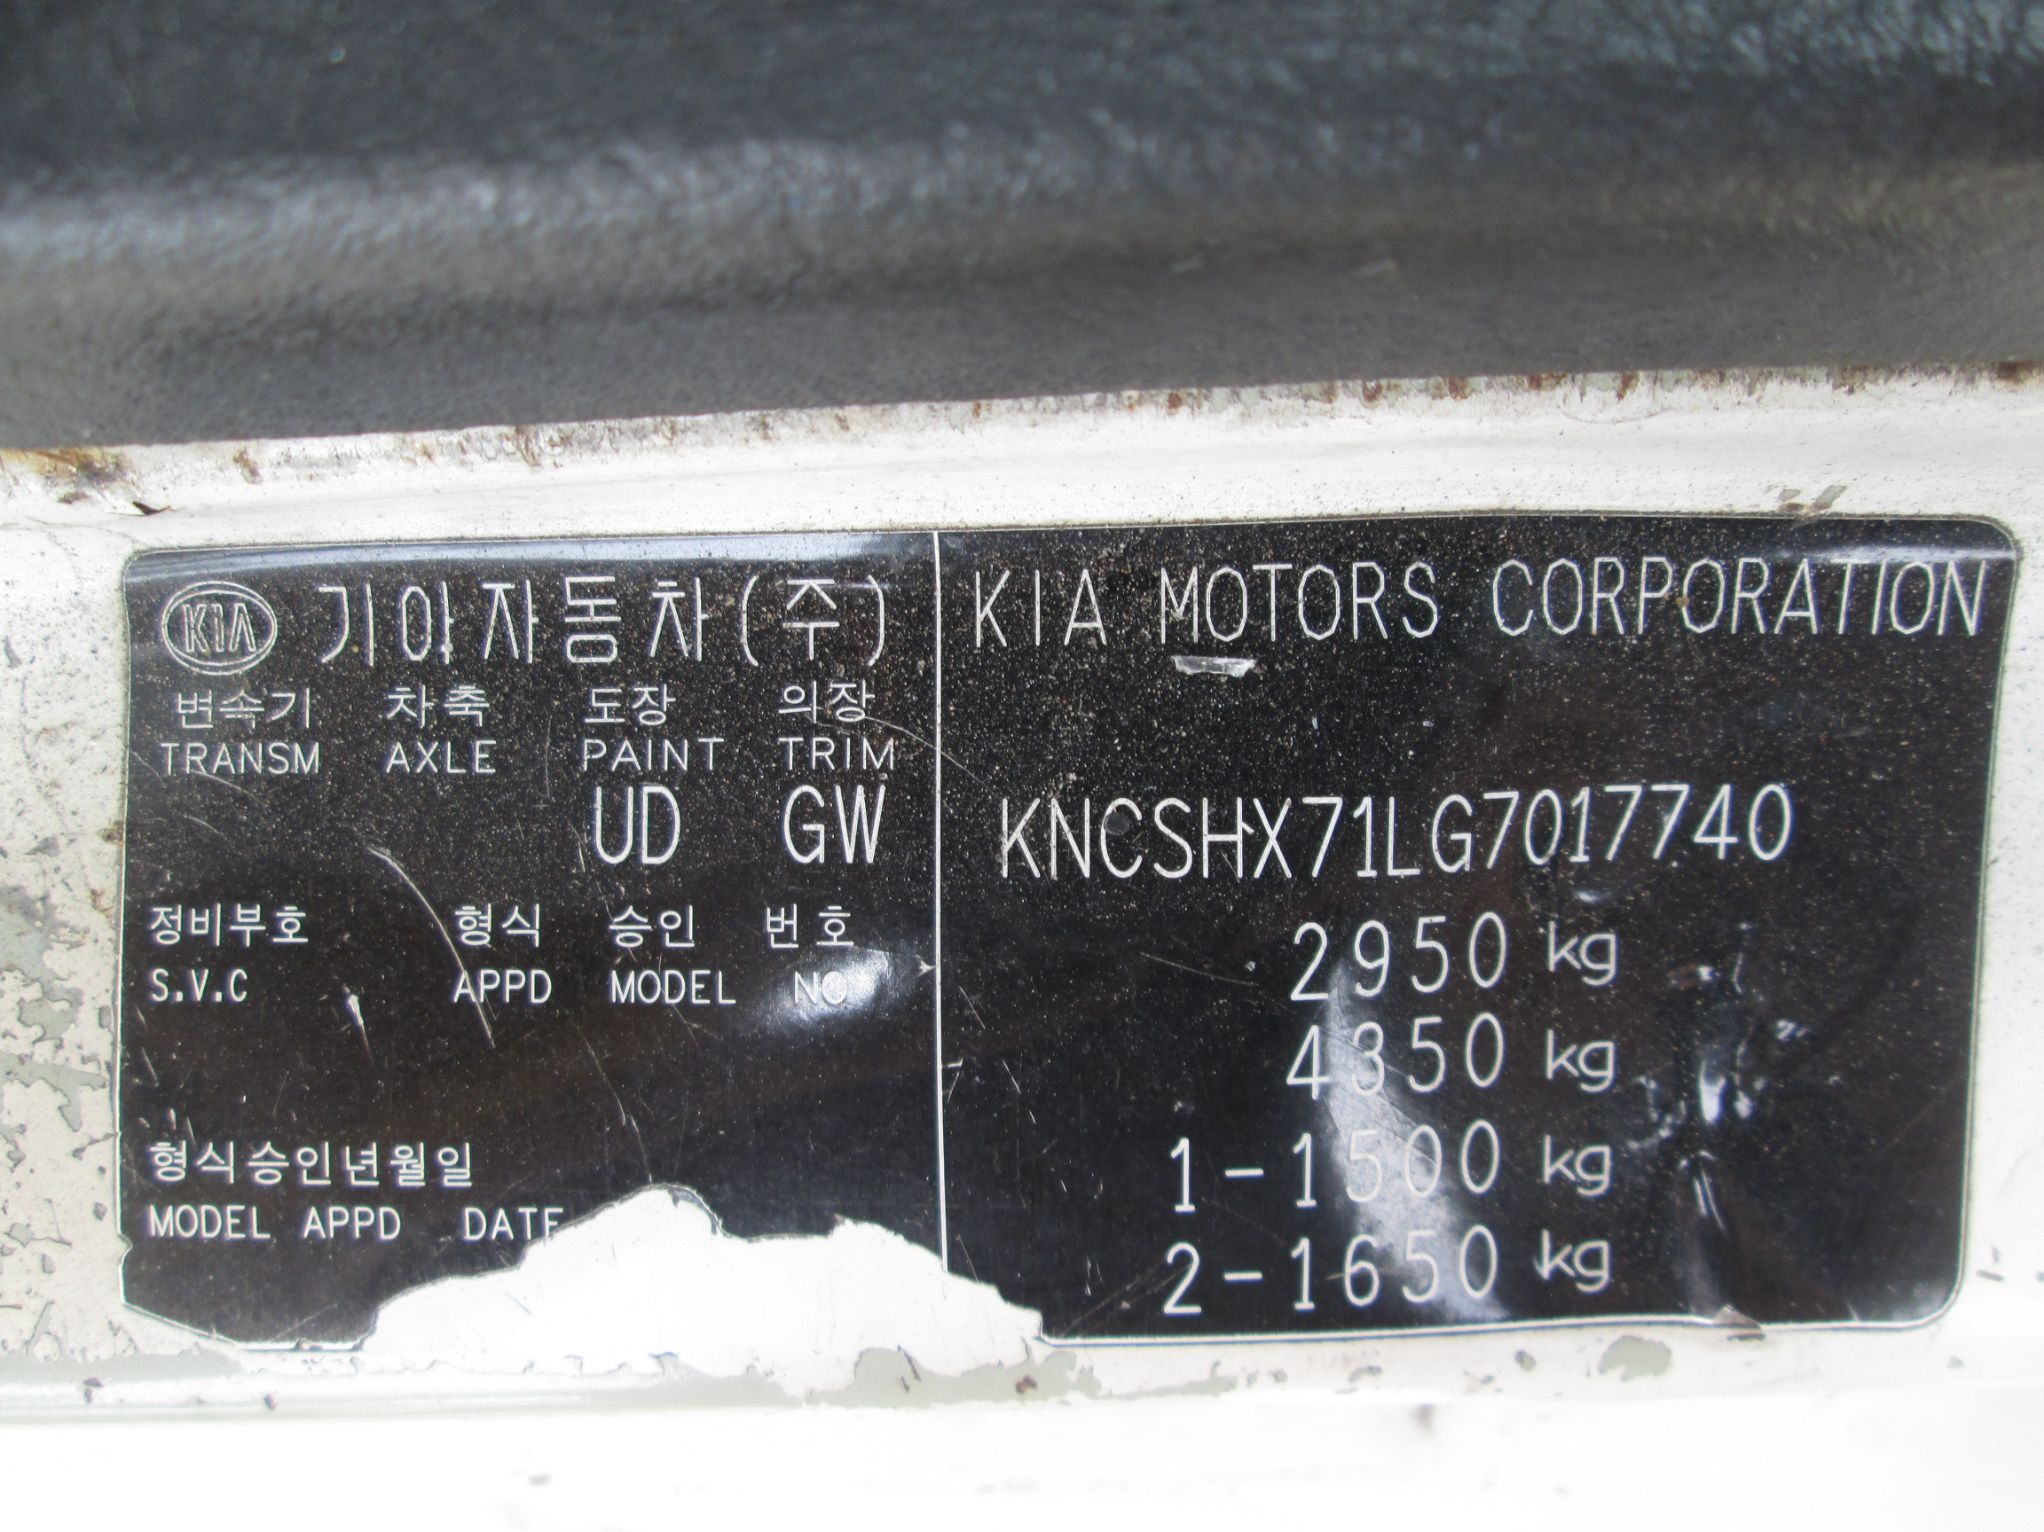 KIA 기아자동차(주)
변속기 차축 도장 의장
TRANSM AXLE PAINT TRIM
UD GW
정비부호 형식 승인 번호
S.V.C APPD MODEL NO
형식승인년월일
MODEL APPD DATE
KIA MOTORS CORPORATION
KNCSHX71LG7017740
2950 kg
4350 kg
1-1500 kg
2-1650 kg